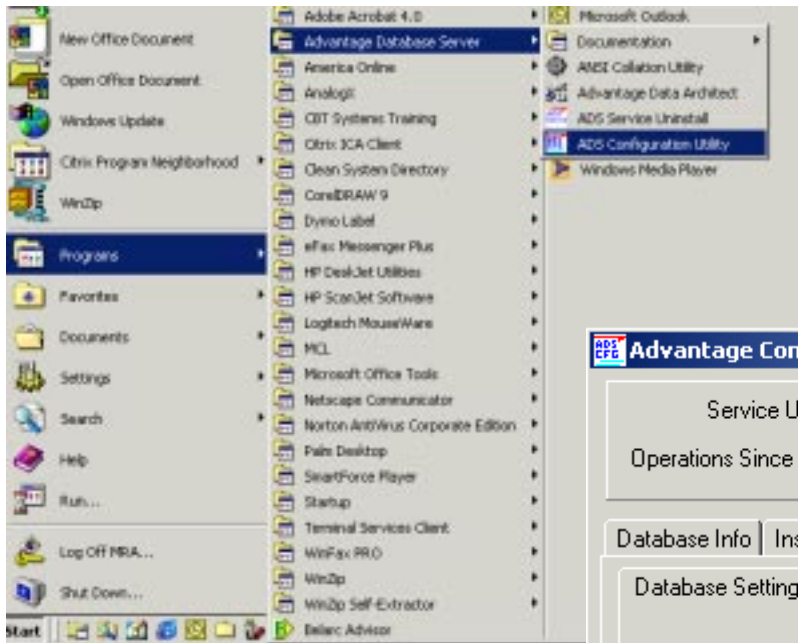 New Office Document
Open Office Document
Windows Update
Citrix Program Neighborhood
WinZip
Programs
Favorites
Documents
Settings
Search
Help
Run...
Log Off MRA...
Shut Down...
Start
Adobe Acrobat 4.0
Advantage Database Server
America Online
AnalogX
CBT Systems Training
Citrix ICA Client
Clean System Directory
CorelDRAW 9
Dymo Label
eFax Messenger Plus
HP DeskJet Utilities
HP ScanJet Software
Logitech MouseWare
MCL
Microsoft Office Tools
Netscape Communicator
Norton AntiVirus Corporate Edition
Palm Desktop
SmartForce Player
Startup
Terminal Services Client
WinFax PRO
WinZip
WinZip Self-Extractor
Belarc Advisor
Microsoft Outlook
Documentation
ANSI Collation Utility
Advantage Data Architect
ADS Service Uninstall
ADS Configuration Utility
Windows Media Player
ADS CFG
Advantage Con
Service U
Operations Since
Database Info
Ins
Database Setting